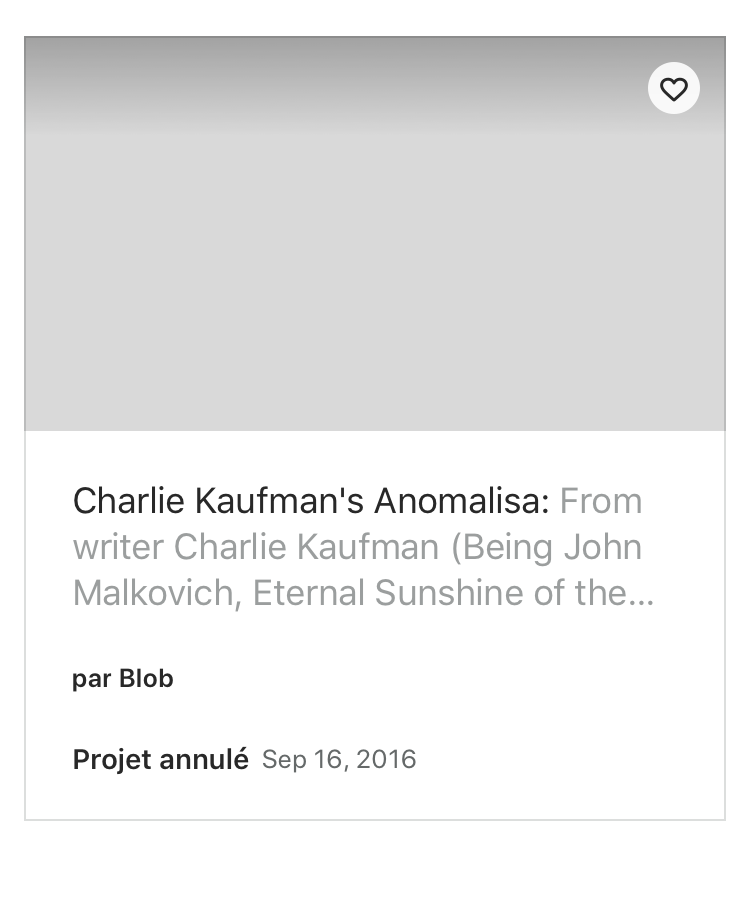 Charlie Kaufman's Anomalisa: From
writer Charlie Kaufman (Being John
Malkovich, Eternal Sunshine of the...
par Blob
Projet annulé Sep 16, 2016